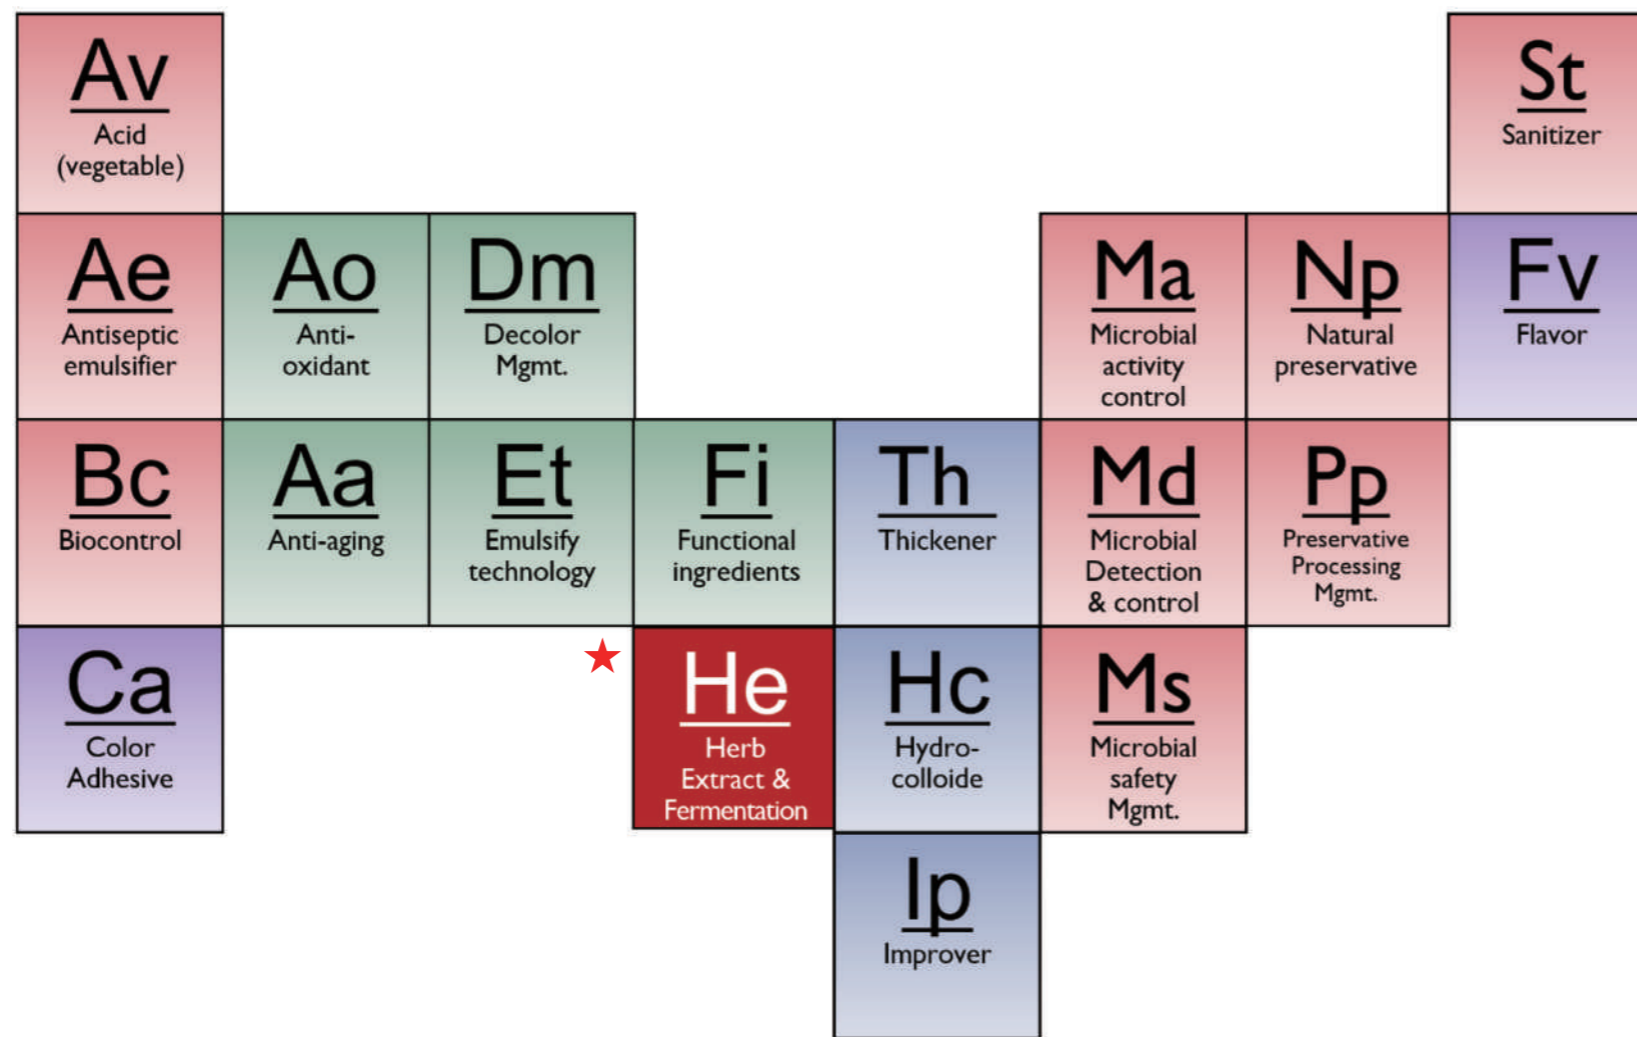 Av
Acid
(vegetable)
St
Sanitizer
Ae
Antiseptic
emulsifier
Ao
Anti-
oxidant
Dm
Decolor
Mgmt.
Ma
Microbial
activity
control
Np
Natural
preservative
Fv
Flavor
Bc
Biocontrol
Aa
Anti-aging
Et
Emulsify
technology
Fi
Functional
ingredients
Th
Thickener
Md
Microbial
Detection
& control
Pp
Preservative
Processing
Mgmt.
Ca
Color
Adhesive
He
Herb
Extract &
Fermentation
Hc
Hydro-
colloide
Ms
Microbial
safety
Mgmt.
Ip
Improver